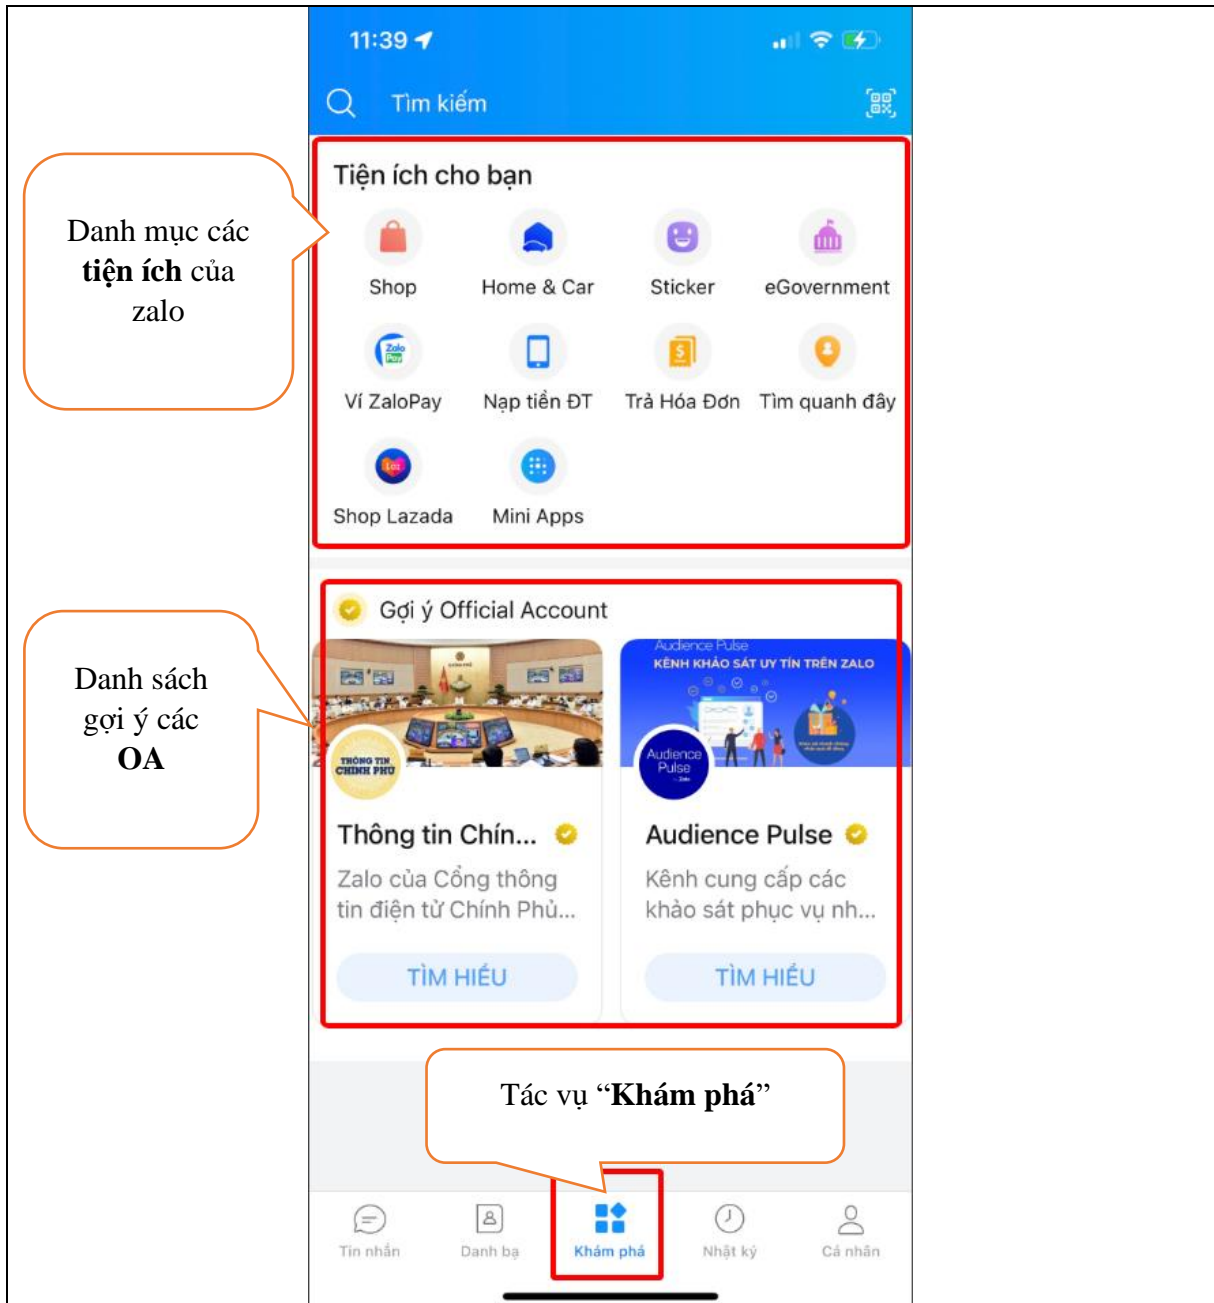 11:39
Tìm kiếm
Tiện ích cho bạn
Danh mục các
tiện ích của
zalo
Shop
Home & Car
Sticker
eGovernment
Zalo
Pay
Ví ZaloPay
Nạp tiền ĐT
Trả Hóa Đơn
Tìm quanh đây
Laz
Shop Lazada
Mini Apps
Gợi ý Official Account
Danh sách
gợi ý các
OA
THÔNG TIN
CHÍNH PHỦ
Thông tin Chín...
Zalo của Cổng thông
tin điện tử Chính Phủ...
TÌM HIỂU
Audience Pulse
KÊNH KHẢO SÁT UY TÍN TRÊN ZALO
Audience
Pulse
Audience Pulse
Kênh cung cấp các
khảo sát phục vụ nh...
TÌM HIỂU
Tác vụ “Khám phá”
Tin nhắn
Danh bạ
Khám phá
Nhật ký
Cá nhân